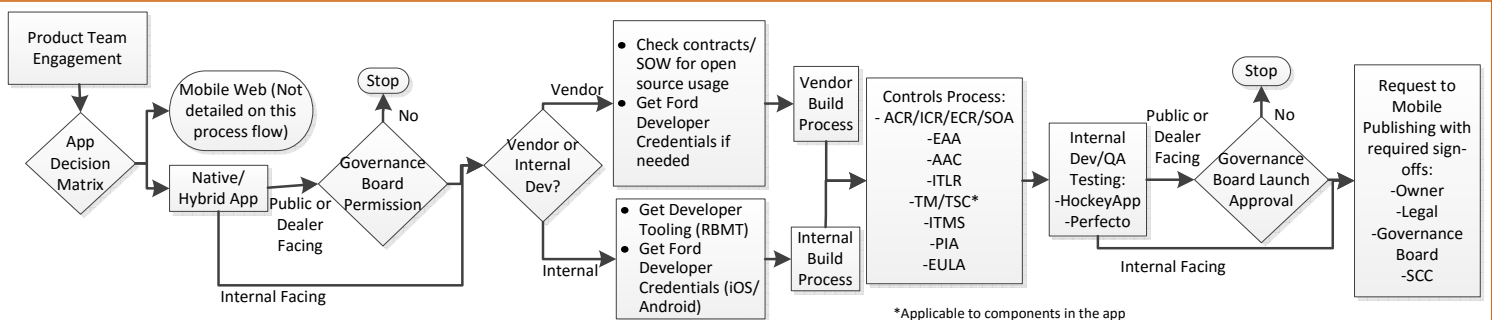 Product Team
Engagement
App
Decision
Matrix
Mobile Web (Not
detailed on this
process flow)
Native/
Hybrid App
Public or
Dealer
Facing
Internal Facing
Stop
No
Governance
Board
Permission
Vendor or
Internal
Dev?
Vendor
Internal
● Check contracts/
SOW for open
source usage
● Get Ford
Developer
Credentials if
needed
● Get Developer
Tooling (RBMT)
● Get Ford
Developer
Credentials (iOS/
Android)
Vendor
Build
Process
Internal
Build
Process
Controls Process:
- ACR/ICR/ECR/SOA
-EAA
-AAC
-ITLR
-TM/TSC*
-ITMS
-PIA
-EULA
*Applicable to components in the app
Internal
Dev/QA
Testing:
-HockeyApp
-Perfecto
Public or
Dealer
Facing
Internal Facing
Stop
No
Governance
Board Launch
Approval
Request to
Mobile
Publishing with
required sign-
offs:
-Owner
-Legal
-Governance
Board
-SCC